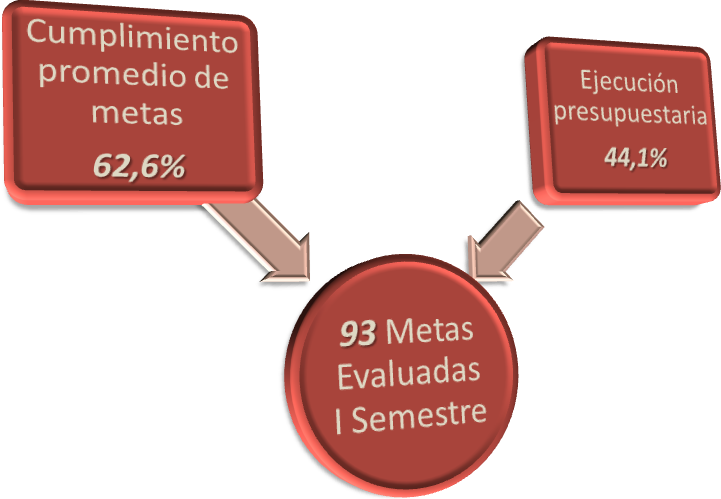 Cumplimiento
promedio de
metas
62,6%
Ejecución
presupuestaria
44,1%
93 Metas
Evaluadas
I Semestre